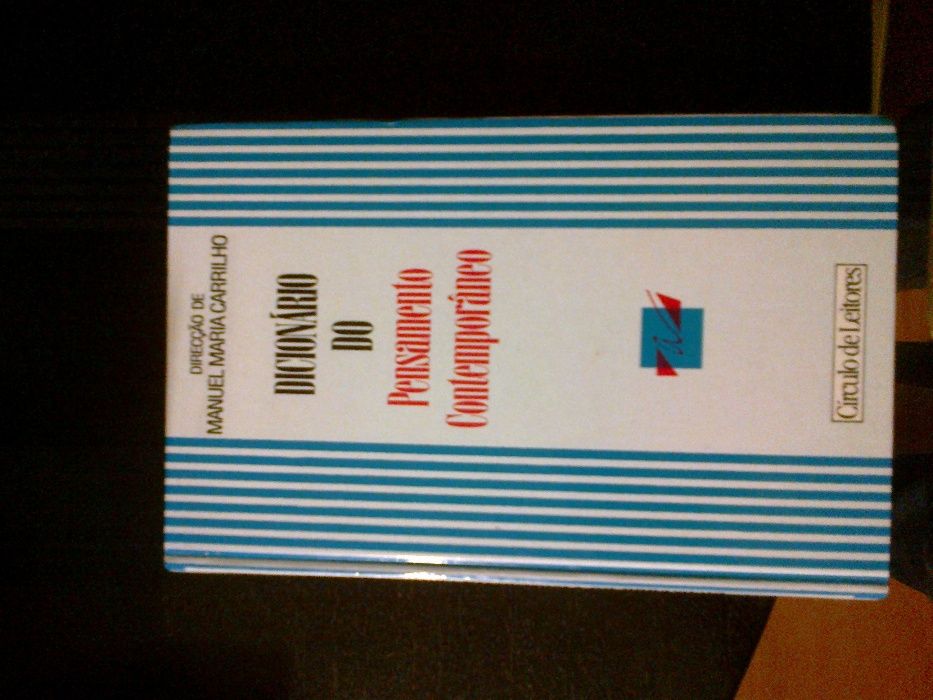 DIRECÇÃO DE
MANUEL MARIA CARRILHO
DICIONÁRIO
DO
Pensamento
Contemporâneo
Círculo de Leitores